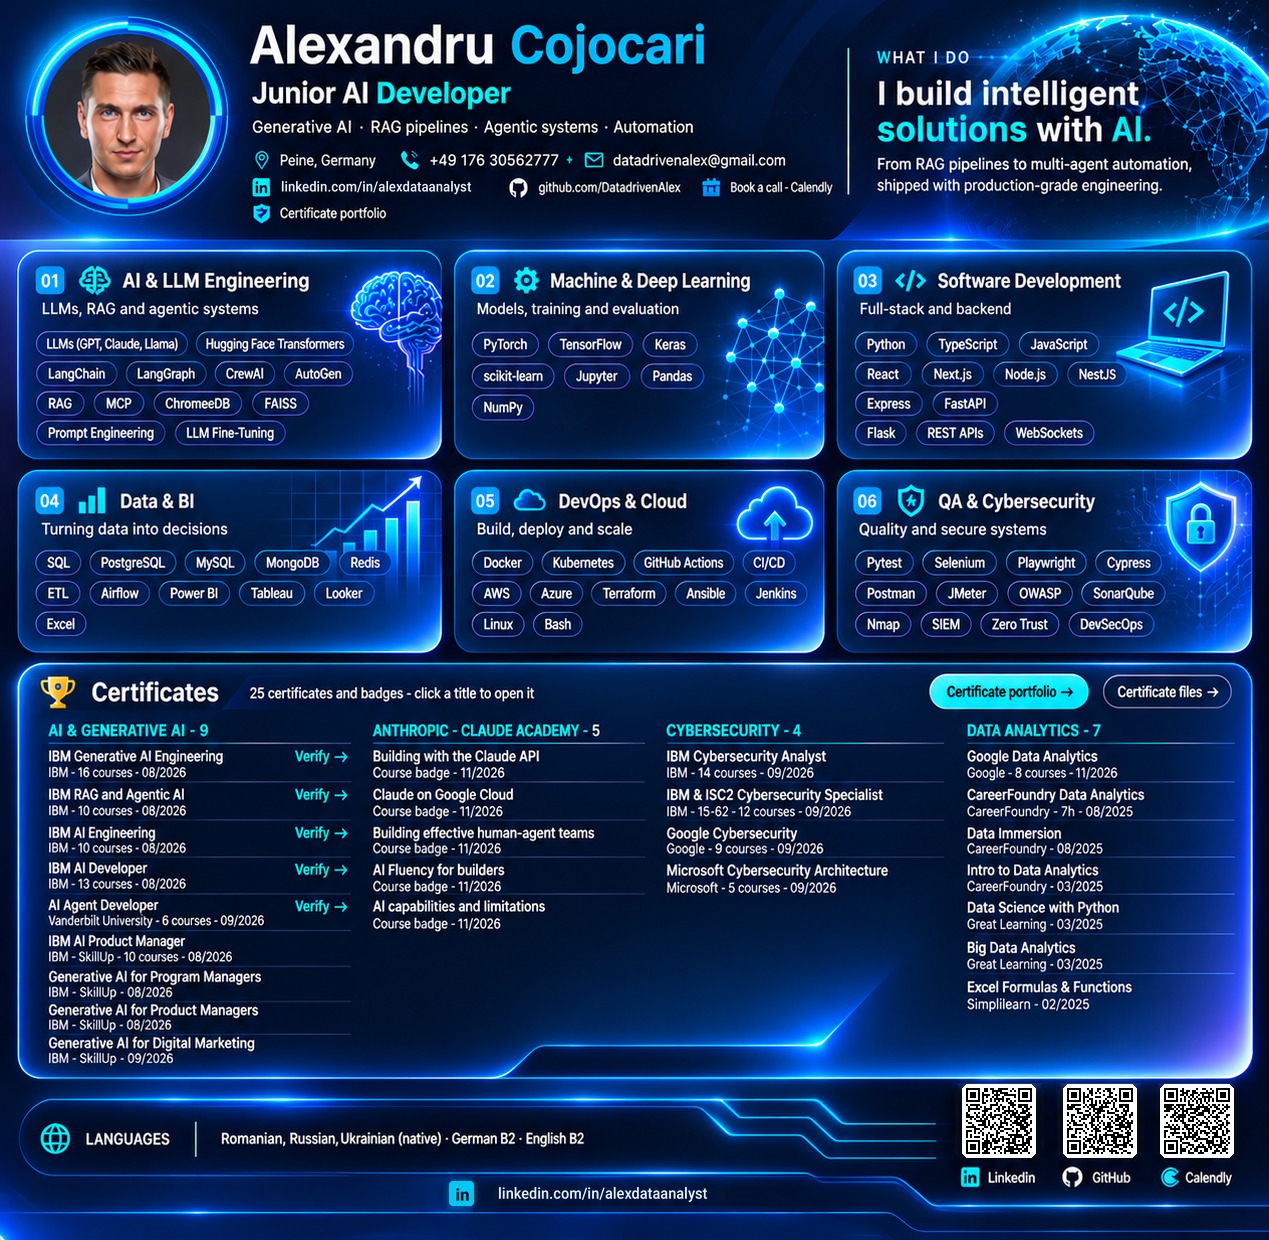 Alexandru Cojocari
Junior AI Developer
Generative AI · RAG pipelines · Agentic systems · Automation
Peine, Germany +49 176 30562777 + datadrivenalex@gmail.com
linkedin.com/in/alexdataanalyst github.com/DatadrivenAlex Book a call - Calendly
Certificate portfolio
WHAT I DO
I build intelligent
solutions with AI.
From RAG pipelines to multi-agent automation,
shipped with production-grade engineering.
01 AI & LLM Engineering
LLMs, RAG and agentic systems
LLMs (GPT, Claude, Llama) Hugging Face Transformers
LangChain LangGraph CrewAI AutoGen
RAG MCP ChromeeDB FAISS
Prompt Engineering LLM Fine-Tuning
02 Machine & Deep Learning
Models, training and evaluation
PyTorch TensorFlow Keras
scikit-learn Jupyter Pandas
NumPy
03 </> Software Development
Full-stack and backend
</>
Python TypeScript JavaScript
React Next.js Node.js NestJS
Express FastAPI
Flask REST APIs WebSockets
04 Data & BI
Turning data into decisions
SQL PostgreSQL MySQL MongoDB Redis
ETL Airflow Power BI Tableau Looker
Excel
05 DevOps & Cloud
Build, deploy and scale
Docker Kubernetes GitHub Actions CI/CD
AWS Azure Terraform Ansible Jenkins
Linux Bash
06 QA & Cybersecurity
Quality and secure systems
Pytest Selenium Playwright Cypress
Postman JMeter OWASP SonarQube
Nmap SIEM Zero Trust DevSecOps
Certificates 25 certificates and badges - click a title to open it
Certificate portfolio → Certificate files →
AI & GENERATIVE AI - 9
IBM Generative AI Engineering Verify →
IBM - 16 courses - 08/2026
IBM RAG and Agentic AI Verify →
IBM - 10 courses - 08/2026
IBM AI Engineering Verify →
IBM - 10 courses - 08/2026
IBM AI Developer Verify →
IBM - 13 courses - 08/2026
AI Agent Developer Verify →
Vanderbilt University - 6 courses - 09/2026
IBM AI Product Manager
IBM - SkillUp - 10 courses - 08/2026
Generative AI for Program Managers
IBM - SkillUp - 08/2026
Generative AI for Product Managers
IBM - SkillUp - 08/2026
Generative AI for Digital Marketing
IBM - SkillUp - 09/2026
ANTHROPIC - CLAUDE ACADEMY - 5
Building with the Claude API
Course badge - 11/2026
Claude on Google Cloud
Course badge - 11/2026
Building effective human-agent teams
Course badge - 11/2026
AI Fluency for builders
Course badge - 11/2026
AI capabilities and limitations
Course badge - 11/2026
CYBERSECURITY - 4
IBM Cybersecurity Analyst
IBM - 14 courses - 09/2026
IBM & ISC2 Cybersecurity Specialist
IBM - 15-62 - 12 courses - 09/2026
Google Cybersecurity
Google - 9 courses - 09/2026
Microsoft Cybersecurity Architecture
Microsoft - 5 courses - 09/2026
DATA ANALYTICS - 7
Google Data Analytics
Google - 8 courses - 11/2026
CareerFoundry Data Analytics
CareerFoundry - 7h - 08/2025
Data Immersion
CareerFoundry - 08/2025
Intro to Data Analytics
CareerFoundry - 03/2025
Data Science with Python
Great Learning - 03/2025
Big Data Analytics
Great Learning - 03/2025
Excel Formulas & Functions
Simplilearn - 02/2025
LANGUAGES Romanian, Russian, Ukrainian (native) · German B2 · English B2
Linkedin GitHub Calendly
in linkedin.com/in/alexdataanalyst